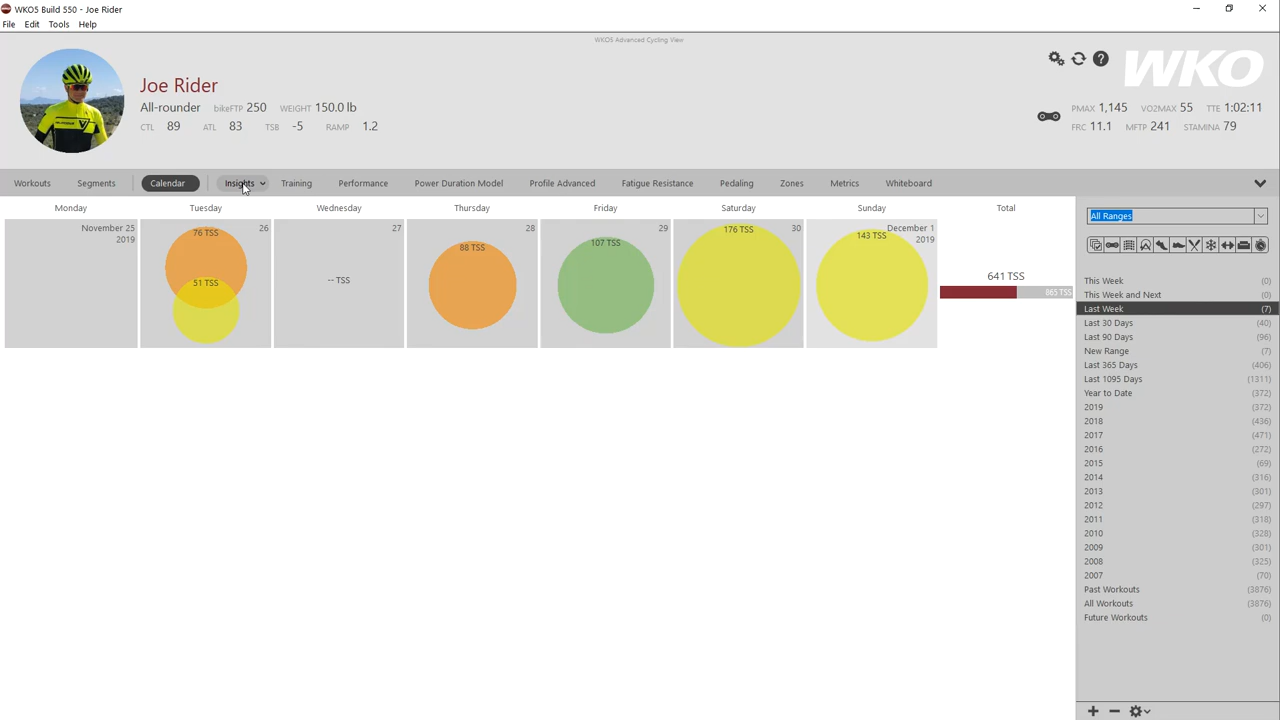 WKO5 Build 550 - Joe Rider
File Edit Tools Help
WKO5 Advanced Cycling View
Joe Rider
All-rounder bikeFTP 250 WEIGHT 150.0 lb
CTL 89 ATL 83 TSB -5 RAMP 1.2
WKO
PMAX 1,145 VO2MAX 55 TTE 1:02:11
FRC 11.1 MFTP 241 STAMINA 79
Workouts Segments Calendar Insights Training Performance Power Duration Model Profile Advanced Fatigue Resistance Pedaling Zones Metrics Whiteboard
Monday Tuesday Wednesday Thursday Friday Saturday Sunday Total
November 25
2019
26
76 TSS
51 TSS
27
-- TSS
28
88 TSS
29
107 TSS
30
176 TSS
December 1
2019
143 TSS
641 TSS
865 TSS
All Ranges
This Week (0)
This Week and Next (0)
Last Week (7)
Last 30 Days (40)
Last 90 Days (96)
New Range (7)
Last 365 Days (406)
Last 1095 Days (1311)
Year to Date (372)
2019 (372)
2018 (436)
2017 (471)
2016 (272)
2015 (69)
2014 (316)
2013 (301)
2012 (297)
2011 (318)
2010 (328)
2009 (301)
2008 (325)
2007 (70)
Past Workouts (3876)
All Workouts (3876)
Future Workouts (0)